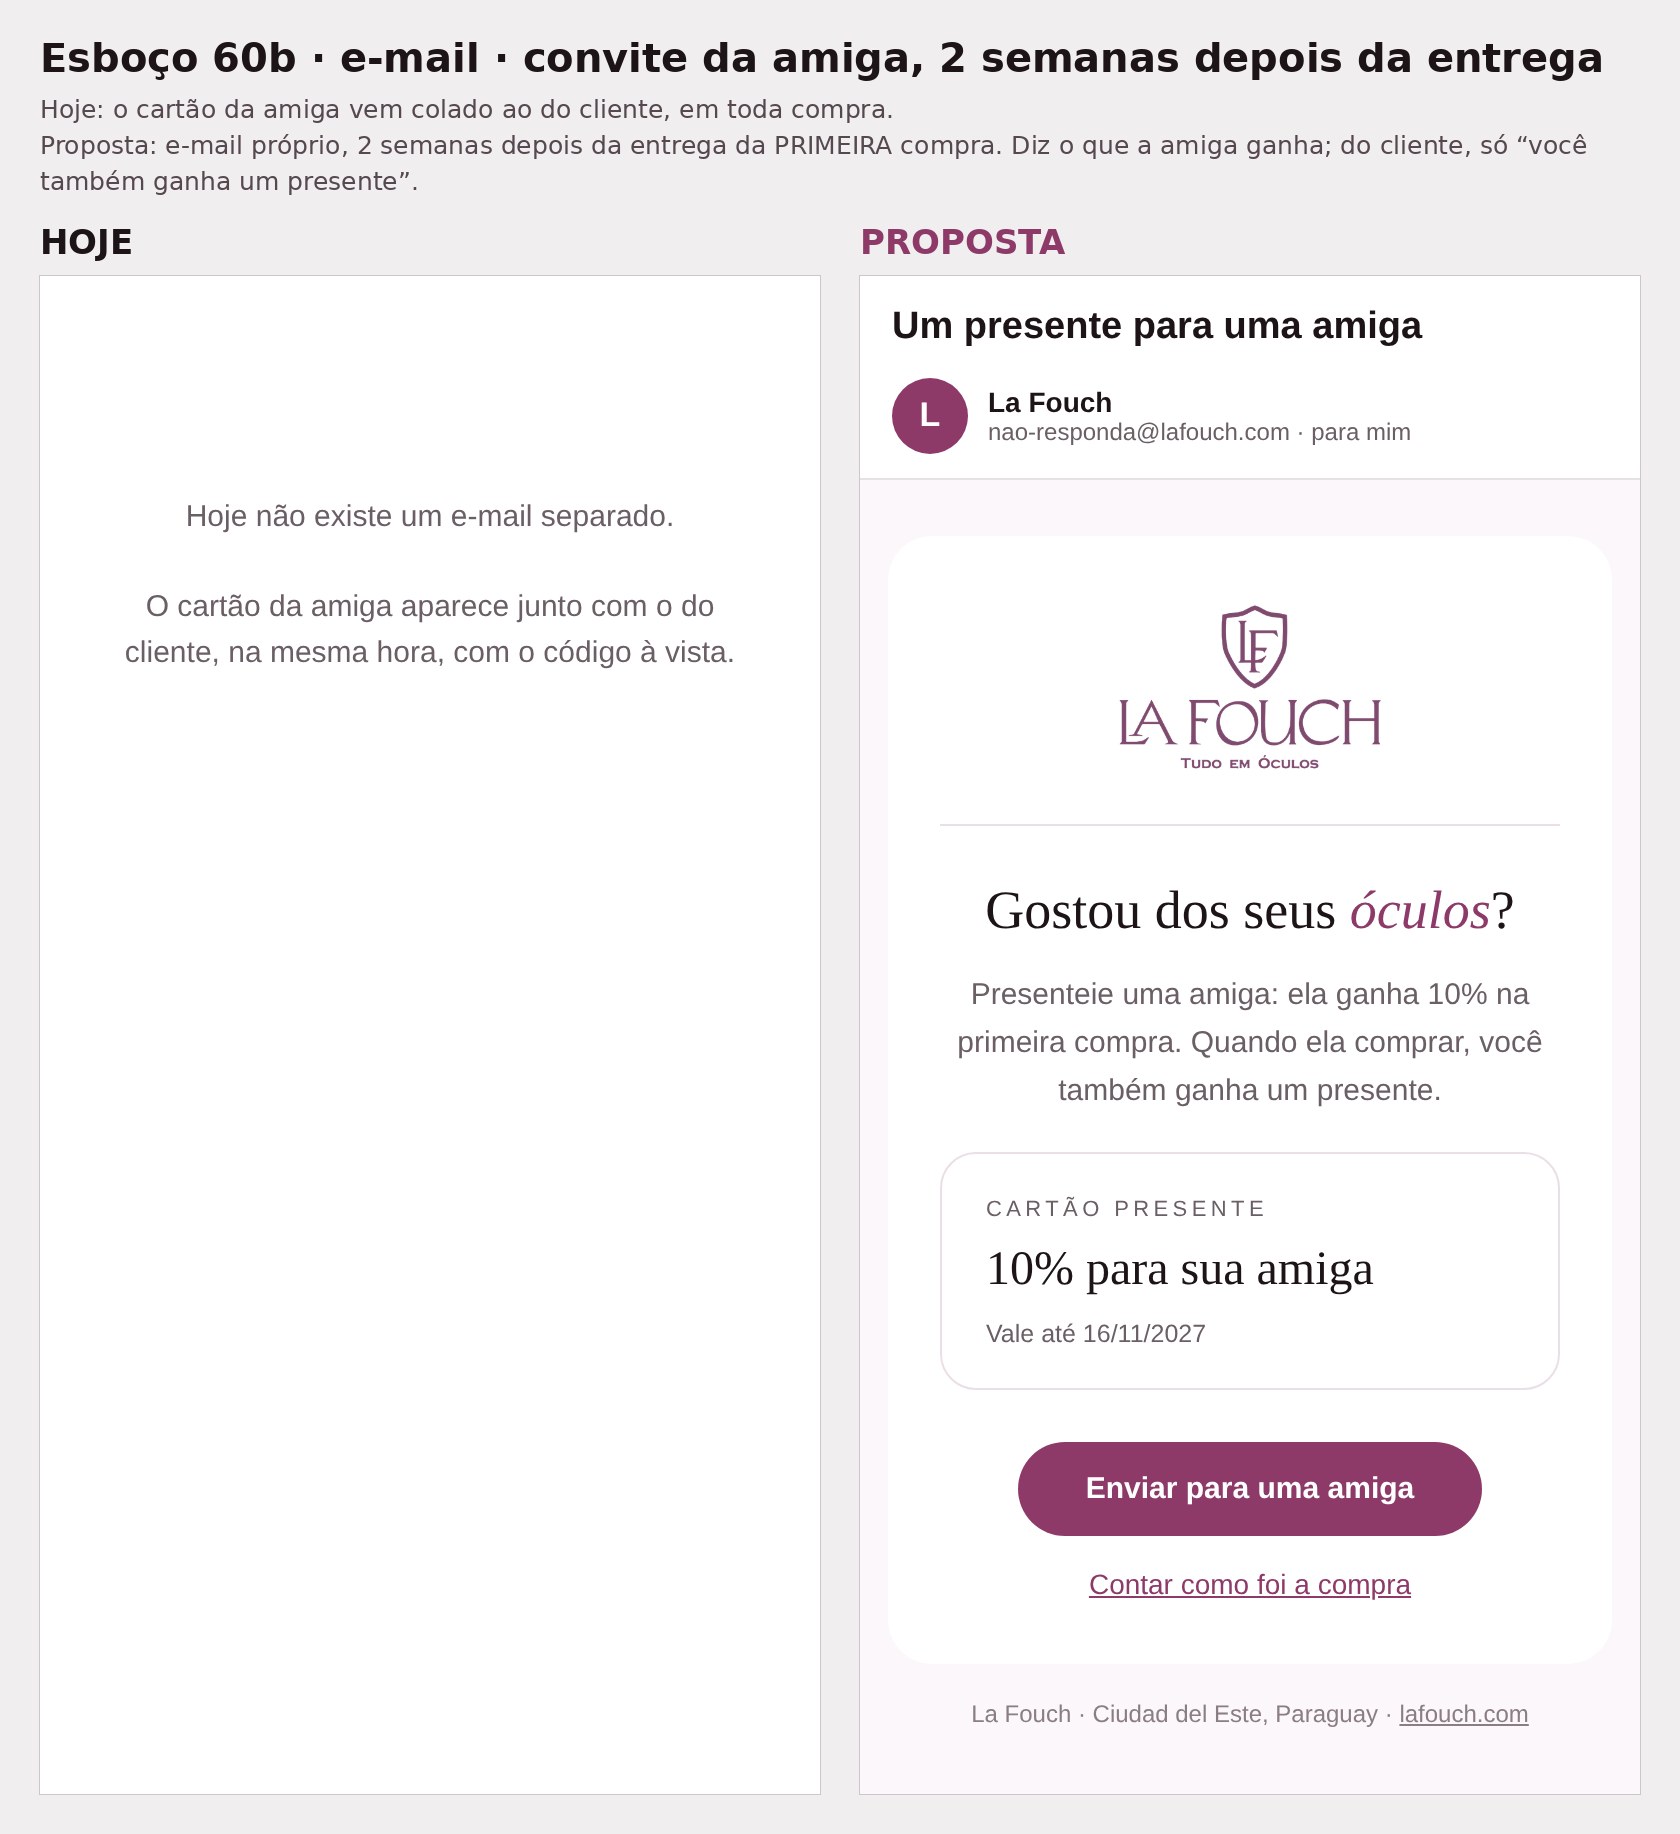 Esboço 60b · e-mail · convite da amiga, 2 semanas depois da entrega
Hoje: o cartão da amiga vem colado ao do cliente, em toda compra.
Proposta: e-mail próprio, 2 semanas depois da entrega da PRIMEIRA compra. Diz o que a amiga ganha; do cliente, só “você
também ganha um presente”.
HOJE
Hoje não existe um e-mail separado.
O cartão da amiga aparece junto com o do
cliente, na mesma hora, com o código à vista.
PROPOSTA
Um presente para uma amiga
L
La Fouch
nao-responda@lafouch.com · para mim
LF
LA FOUCH
Tudo em Óculos
Gostou dos seus óculos?
Presenteie uma amiga: ela ganha 10% na
primeira compra. Quando ela comprar, você
também ganha um presente.
CARTÃO PRESENTE
10% para sua amiga
Vale até 16/11/2027
Enviar para uma amiga
Contar como foi a compra
La Fouch · Ciudad del Este, Paraguay · lafouch.com